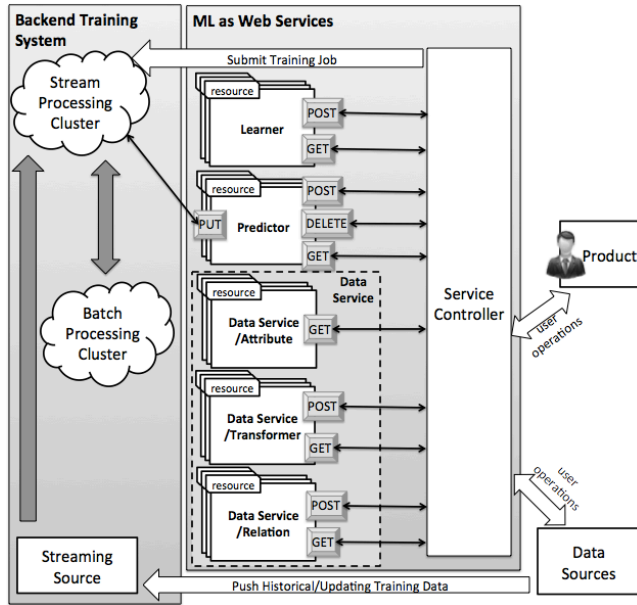 Backend Training
System
ML as Web Services
Submit Training Job
Stream
Processing
Cluster
resource
Learner
POST
GET
resource
Predictor
PUT
POST
DELETE
GET
Data
Service
resource
Data Service
/Attribute
GET
Batch
Processing
Cluster
resource
Data Service
/Transformer
POST
GET
resource
Data Service
/Relation
POST
GET
Service
Controller
Product
user
operations
user
operations
Streaming
Source
Push Historical/Updating Training Data
Data
Sources